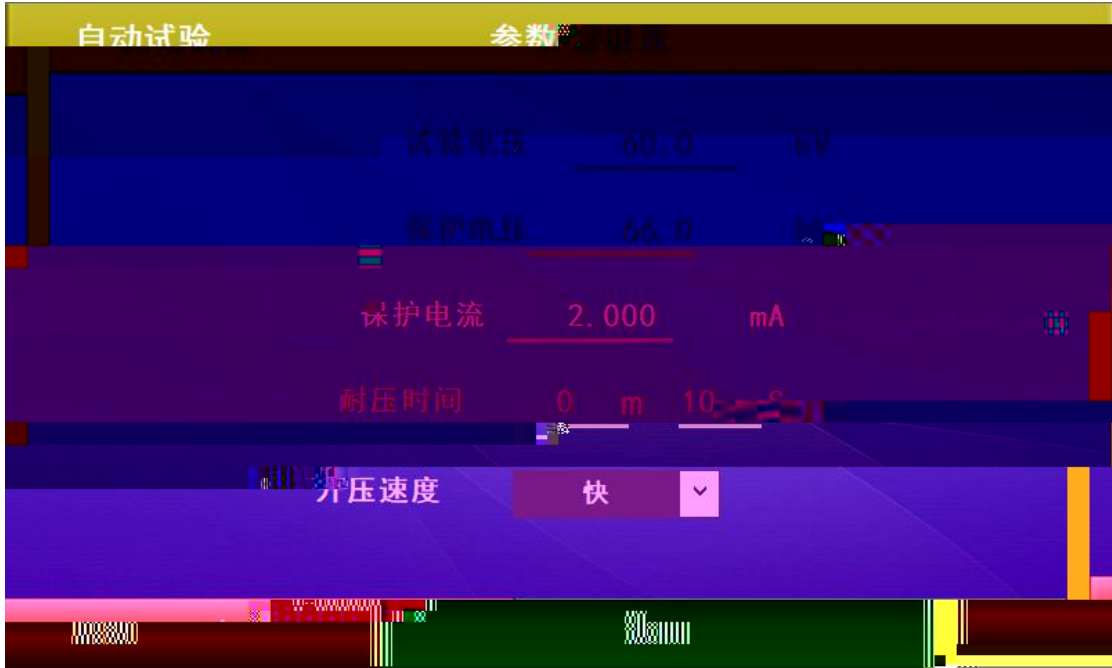 自动试验 参数
试验电压 60.0 kV
保护电压 66.0
保护电流 2.000 mA
耐压时间 0 m 10 S
升压速度 快